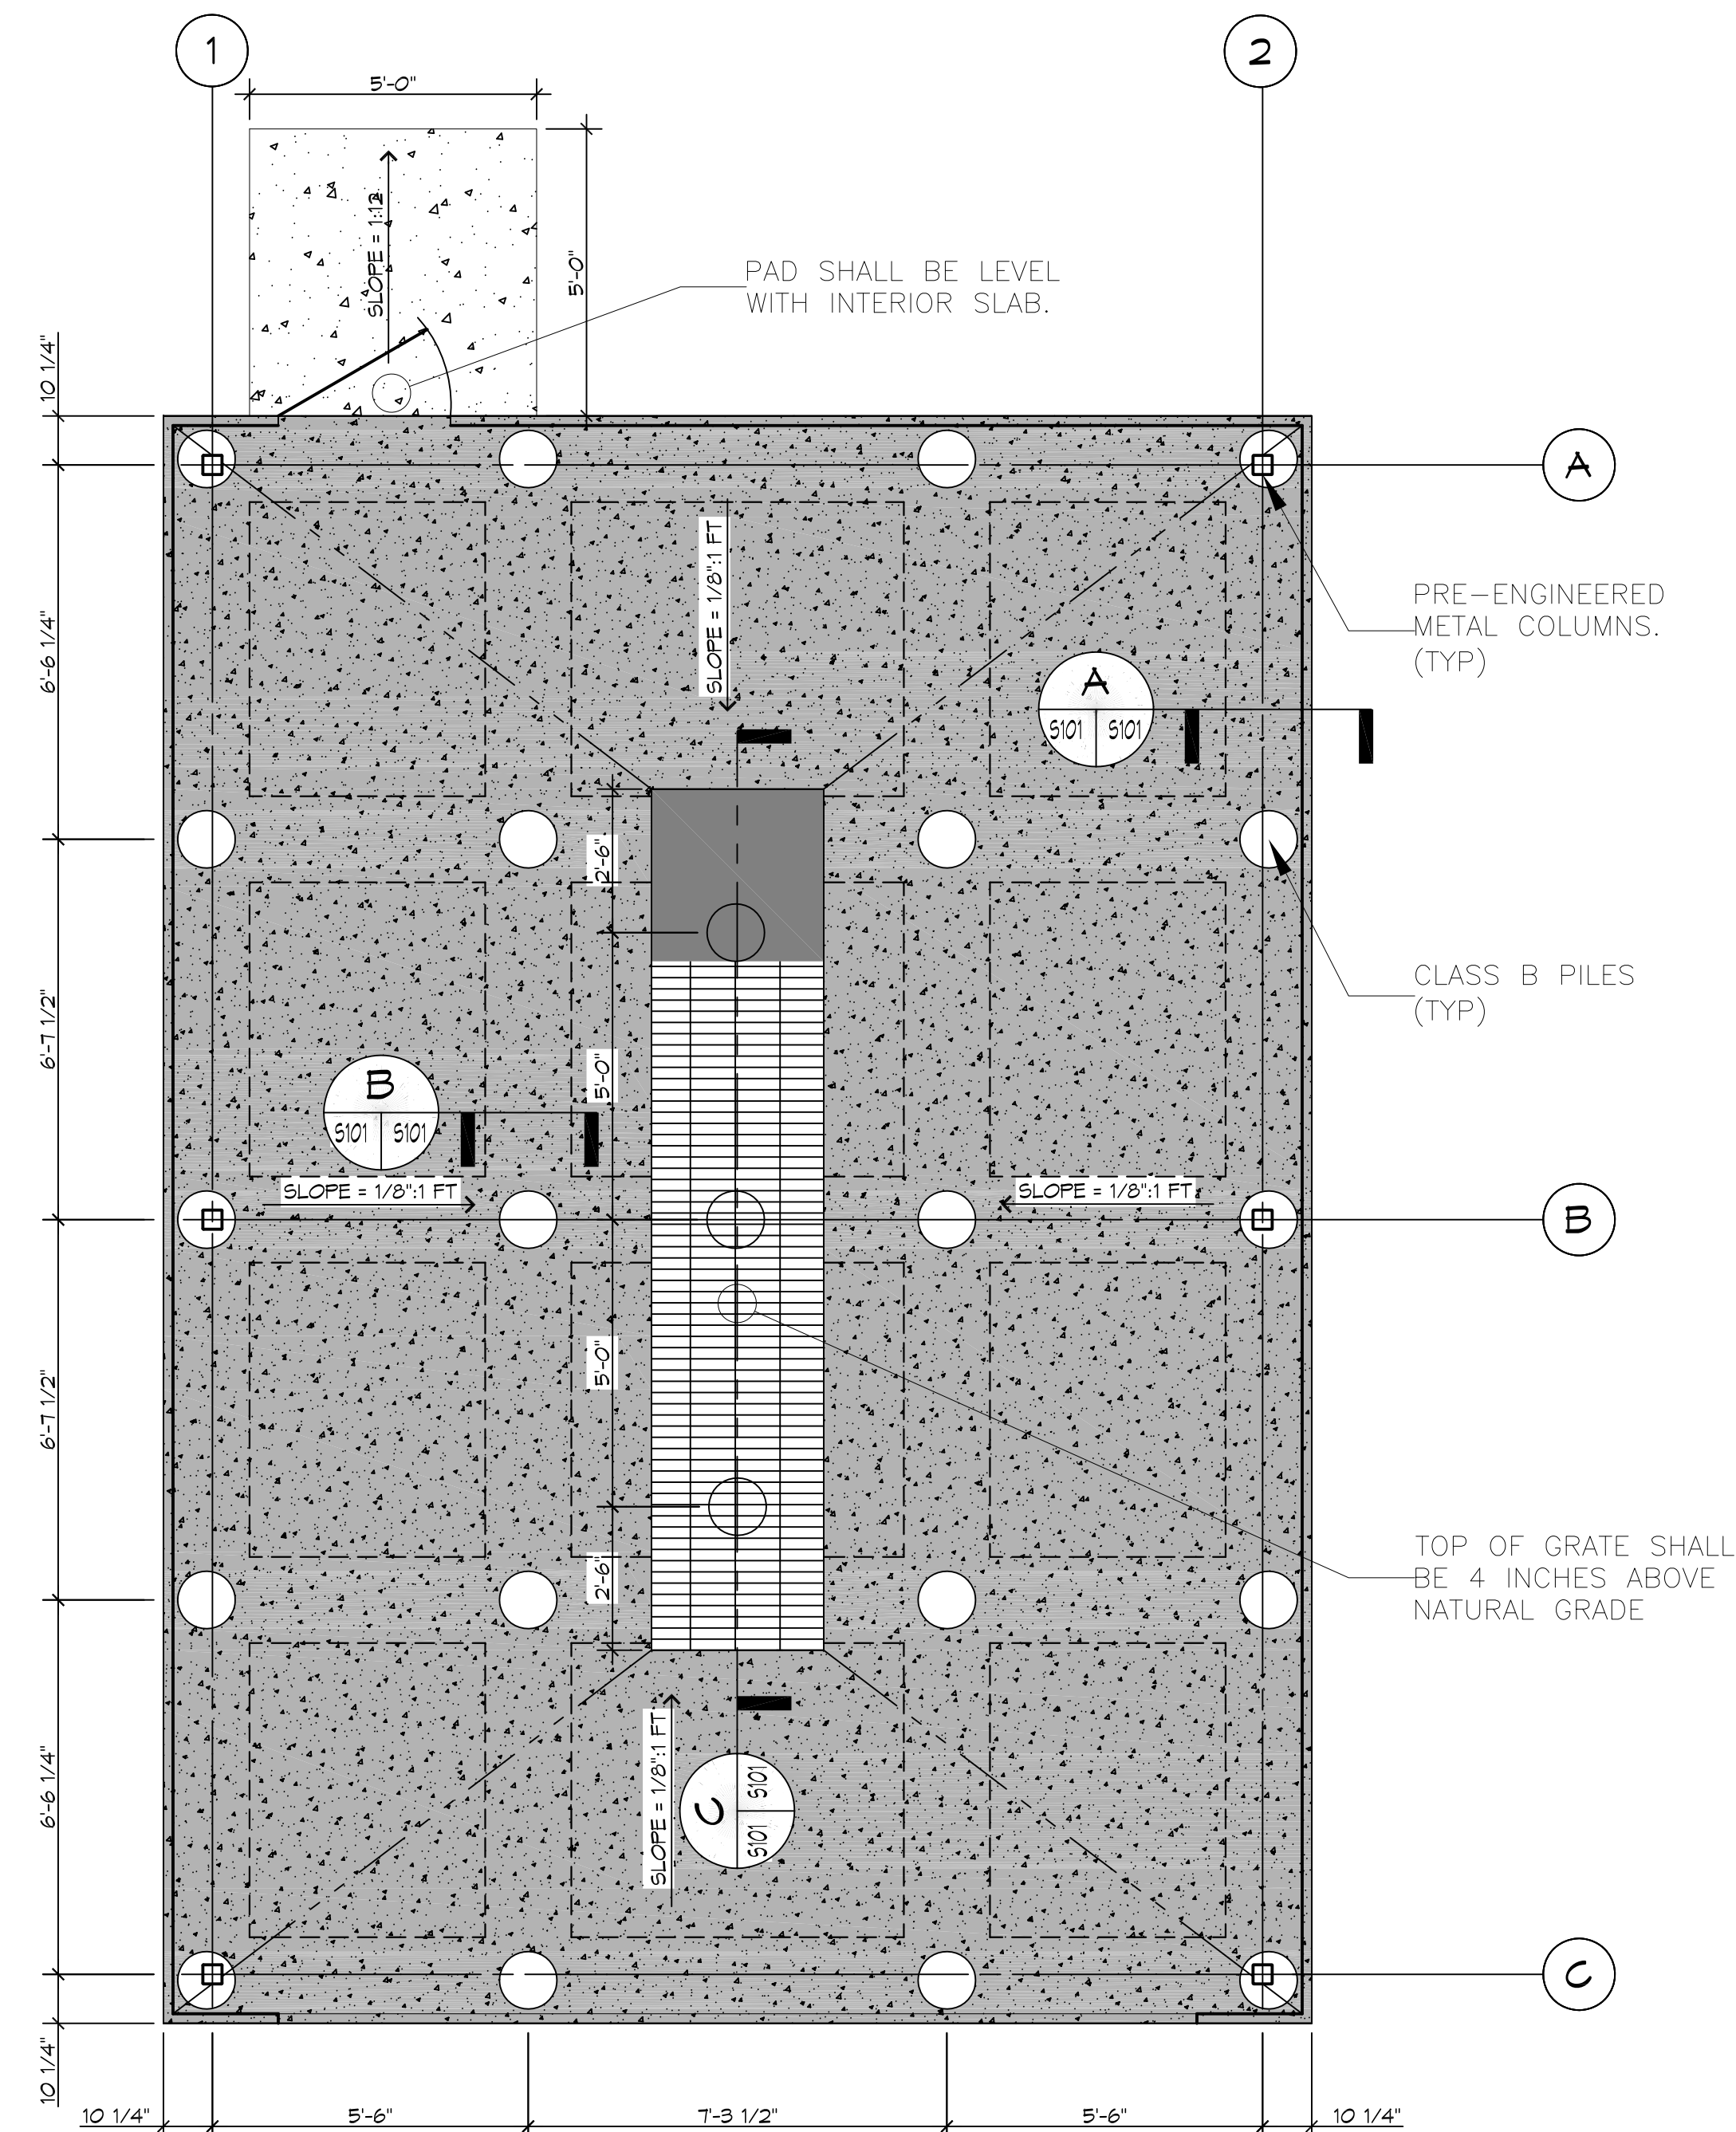 1
2
5'-0"
SLOPE = 1:12
5'-0"
PAD SHALL BE LEVEL
WITH INTERIOR SLAB.
10 1/4"
A
SLOPE = 1/8":1 FT
6'-6 1/4"
PRE-ENGINEERED
METAL COLUMNS.
(TYP)
A
S101
S101
2'-6"
CLASS B PILES
(TYP)
6'-7 1/2"
5'-0"
B
S101
S101
SLOPE = 1/8":1 FT
SLOPE = 1/8":1 FT
B
5'-0"
6'-7 1/2"
TOP OF GRATE SHALL
BE 4 INCHES ABOVE
NATURAL GRADE
2'-6"
6'-6 1/4"
SLOPE = 1/8":1 FT
C
S101
S101
C
10 1/4"
10 1/4"
5'-6"
7'-3 1/2"
5'-6"
10 1/4"